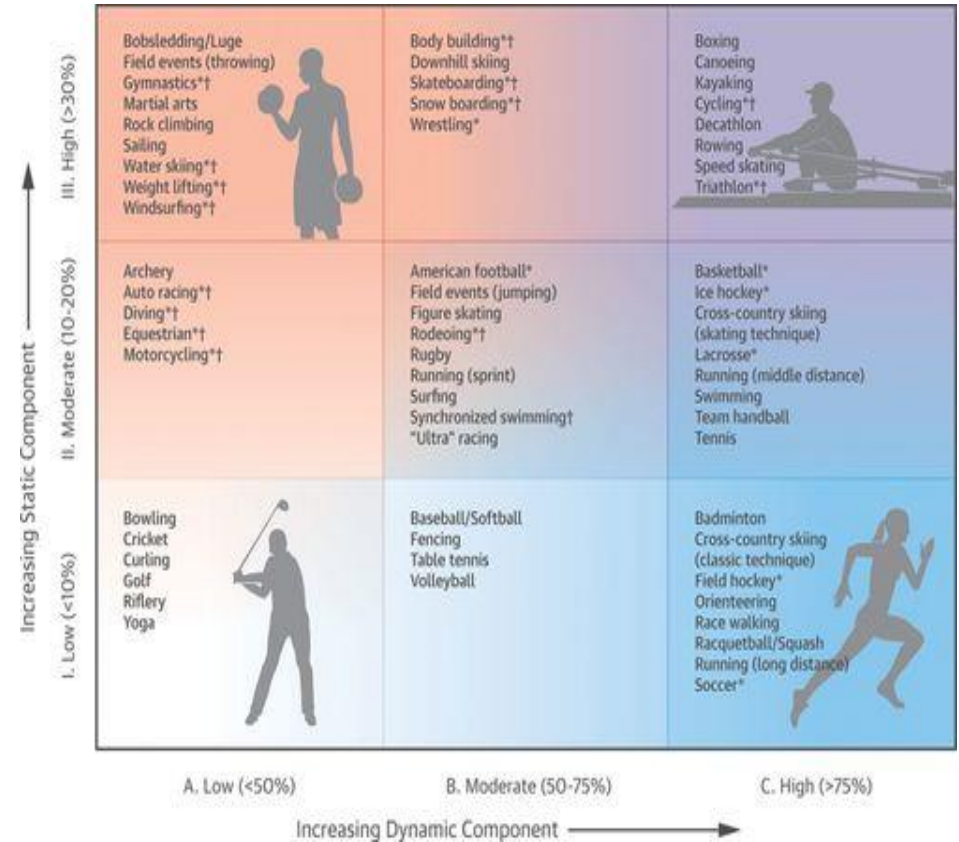 III. High (>30%)
Bobsledding/Luge
Field events (throwing)
Gymnastics*†
Martial arts
Rock climbing
Sailing
Water skiing*†
Weight lifting*†
Windsurfing*†
Body building*†
Downhill skiing
Skateboarding*†
Snow boarding*†
Wrestling*
Boxing
Canoeing
Kayaking
Cycling*†
Decathlon
Rowing
Speed skating
Triathlon*†
II. Moderate (10-20%)
Archery
Auto racing*†
Diving*†
Equestrian*†
Motorcycling*†
American football*
Field events (jumping)
Figure skating
Rodeoing*†
Rugby
Running (sprint)
Surfing
Synchronized swimming†
"Ultra" racing
Basketball*
Ice hockey*
Cross-country skiing
(skating technique)
Lacrosse*
Running (middle distance)
Swimming
Team handball
Tennis
I. Low (<10%)
Bowling
Cricket
Curling
Golf
Riflery
Yoga
Baseball/Softball
Fencing
Table tennis
Volleyball
Badminton
Cross-country skiing
(classic technique)
Field hockey*
Orienteering
Race walking
Racquetball/Squash
Running (long distance)
Soccer*
Increasing Static Component
A. Low (<50%)
B. Moderate (50-75%)
C. High (>75%)
Increasing Dynamic Component